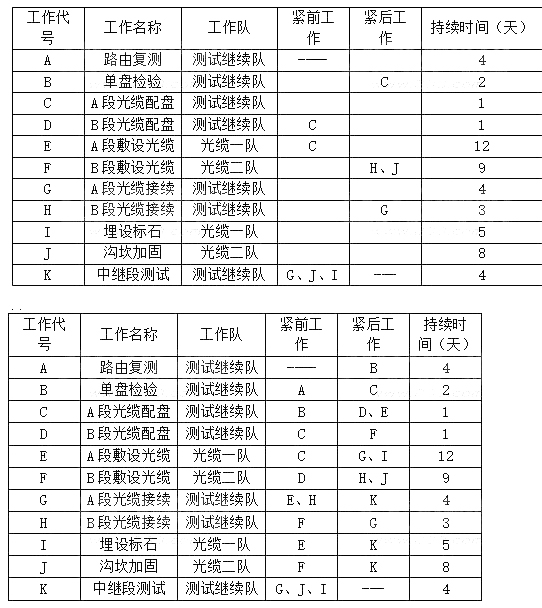 工作代号 工作名称 工作队 紧前工作 紧后工作 持续时间（天）
A 路由复测 测试继续队 ---— 4
B 单盘检验 测试继续队 C 2
C A段光缆配盘 测试继续队 1
D B段光缆配盘 测试继续队 C 1
E A段敷设光缆 光缆一队 C 12
F B段敷设光缆 光缆二队 H、J 9
G A段光缆接续 测试继续队 4
H B段光缆接续 测试继续队 G 3
I 埋设标石 光缆一队 5
J 沟坎加固 光缆二队 8
K 中继段测试 测试继续队 G、J、I --— 4
工作代号 工作名称 工作队 紧前工作 紧后工作 持续时间（天）
A 路由复测 测试继续队 ---— B 4
B 单盘检验 测试继续队 A C 2
C A段光缆配盘 测试继续队 B D、E 1
D B段光缆配盘 测试继续队 C F 1
E A段敷设光缆 光缆一队 C G、I 12
F B段敷设光缆 光缆二队 D H、J 9
G A段光缆接续 测试继续队 E、H K 4
H B段光缆接续 测试继续队 F G 3
I 埋设标石 光缆一队 E K 5
J 沟坎加固 光缆二队 F K 8
K 中继段测试 测试继续队 G、J、I --— 4